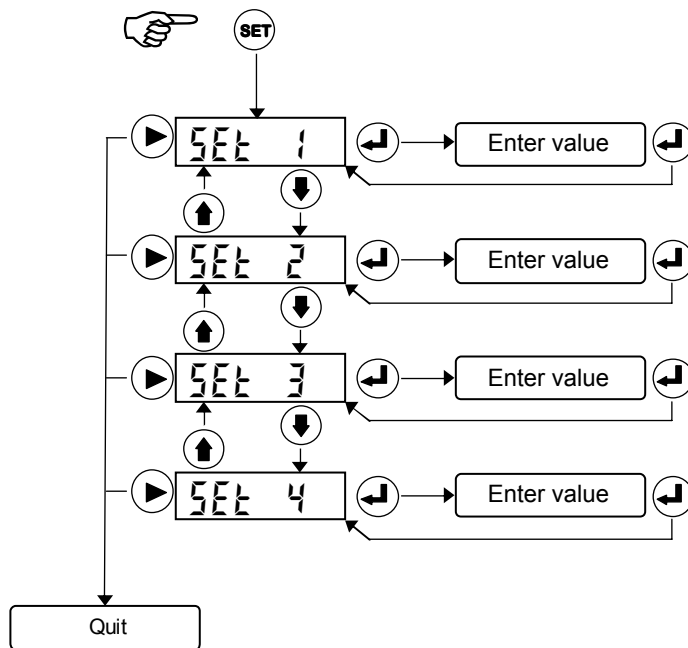 SET
SEt 1
Enter value
SEt 2
Enter value
SEt 3
Enter value
SEt 4
Enter value
Quit